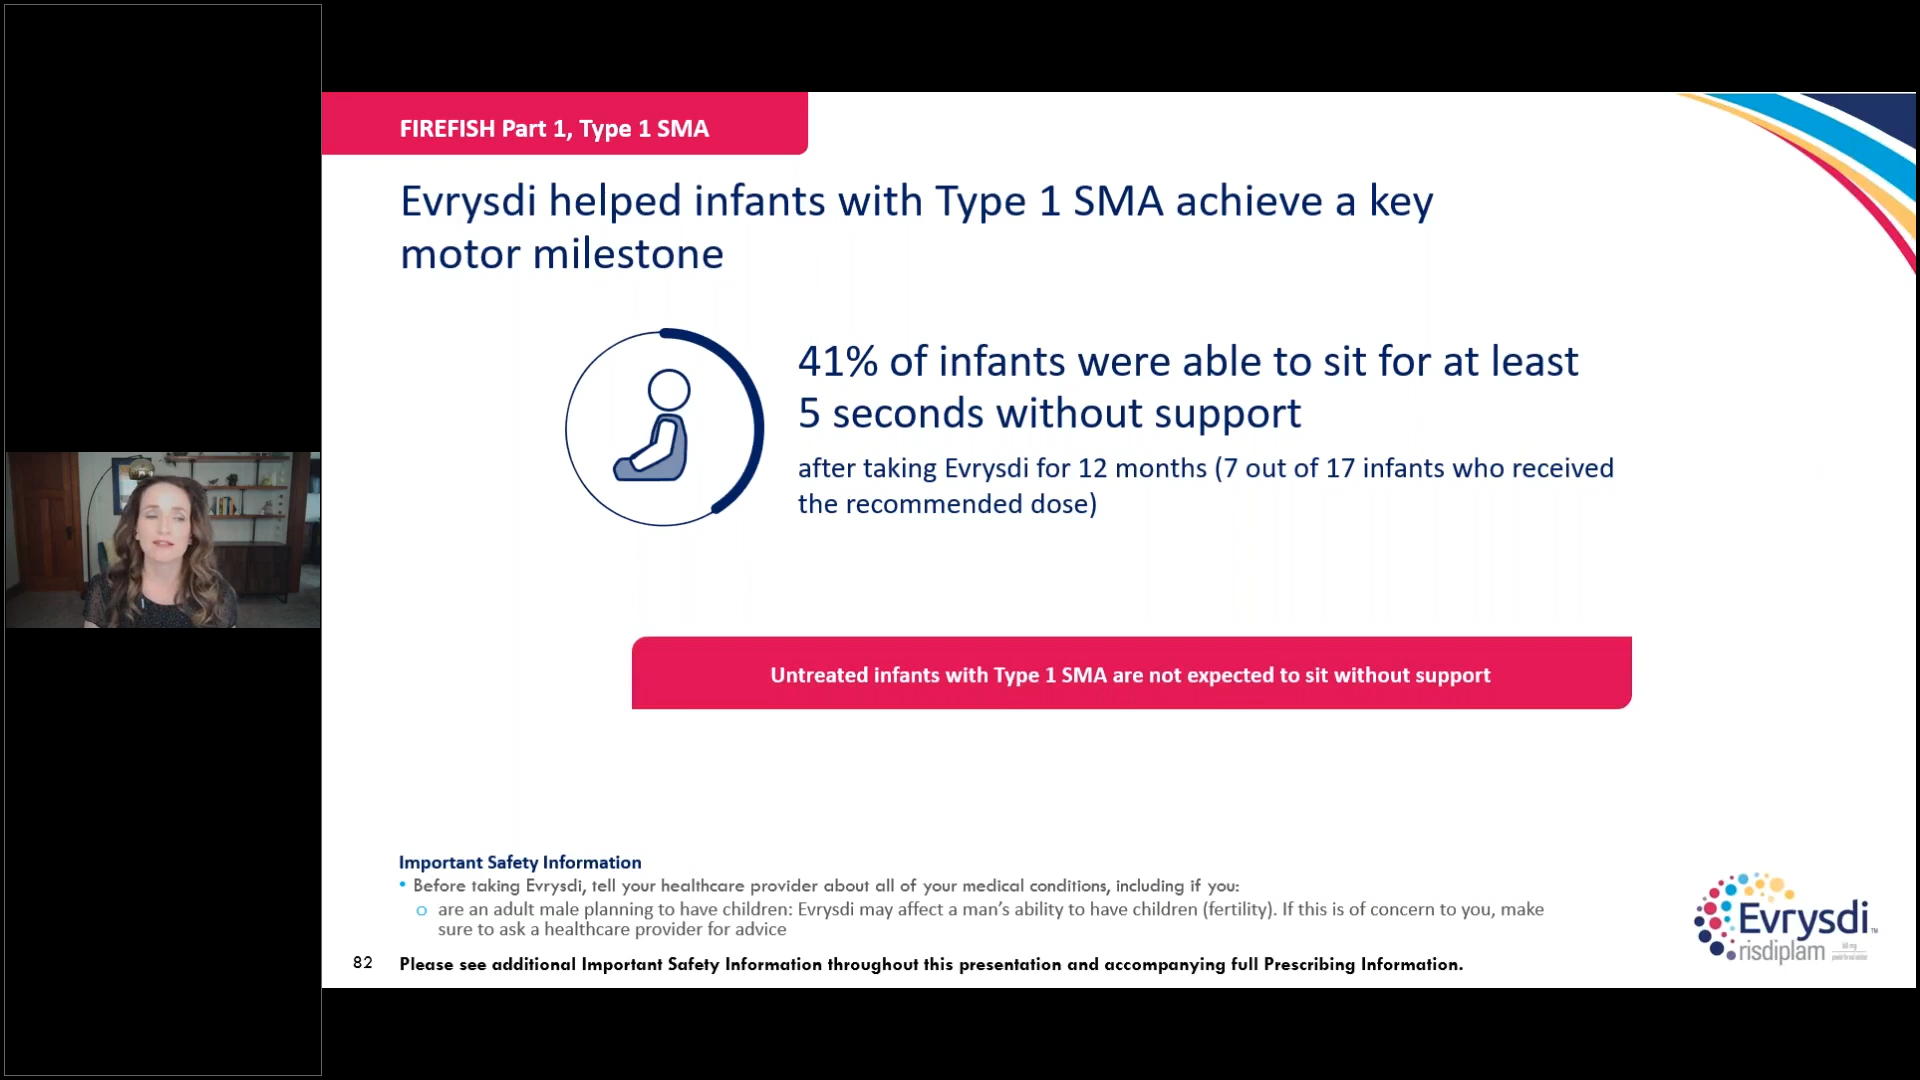 FIREFISH Part 1, Type 1 SMA
Evrysdi helped infants with Type 1 SMA achieve a key
motor milestone
41% of infants were able to sit for at least
5 seconds without support
after taking Evrysdi for 12 months (7 out of 17 infants who received
the recommended dose)
Untreated infants with Type 1 SMA are not expected to sit without support
Important Safety Information
• Before taking Evrysdi, tell your healthcare provider about all of your medical conditions, including if you:
o are an adult male planning to have children: Evrysdi may affect a man's ability to have children (fertility). If this is of concern to you, make
sure to ask a healthcare provider for advice
82 Please see additional Important Safety Information throughout this presentation and accompanying full Prescribing Information.
Evrysdi™
risdiplam